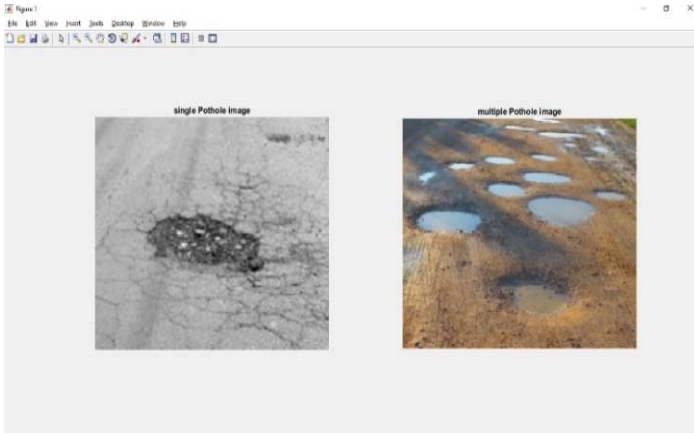 Figure 1
File Edit View Insert Tools Desktop Window Help
single Pothole image
multiple Pothole image